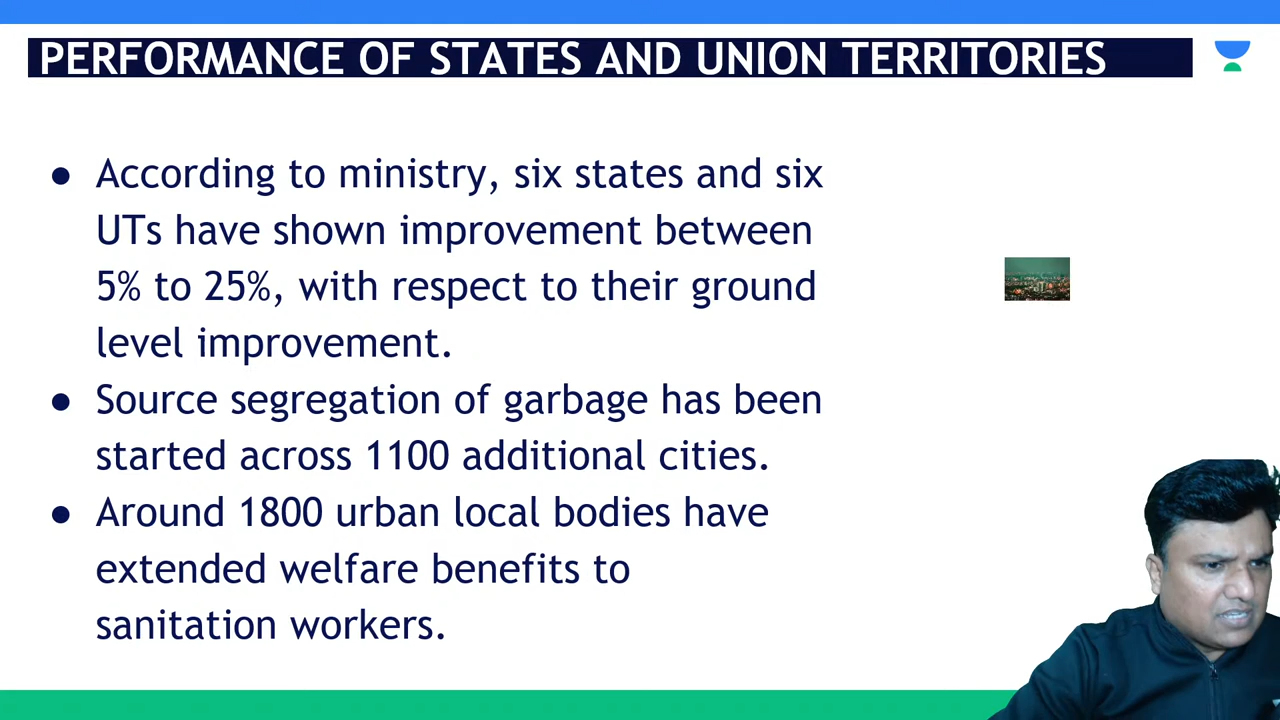 PERFORMANCE OF STATES AND UNION TERRITORIES
● According to ministry, six states and six
UTs have shown improvement between
5% to 25%, with respect to their ground
level improvement.
● Source segregation of garbage has been
started across 1100 additional cities.
● Around 1800 urban local bodies have
extended welfare benefits to
sanitation workers.